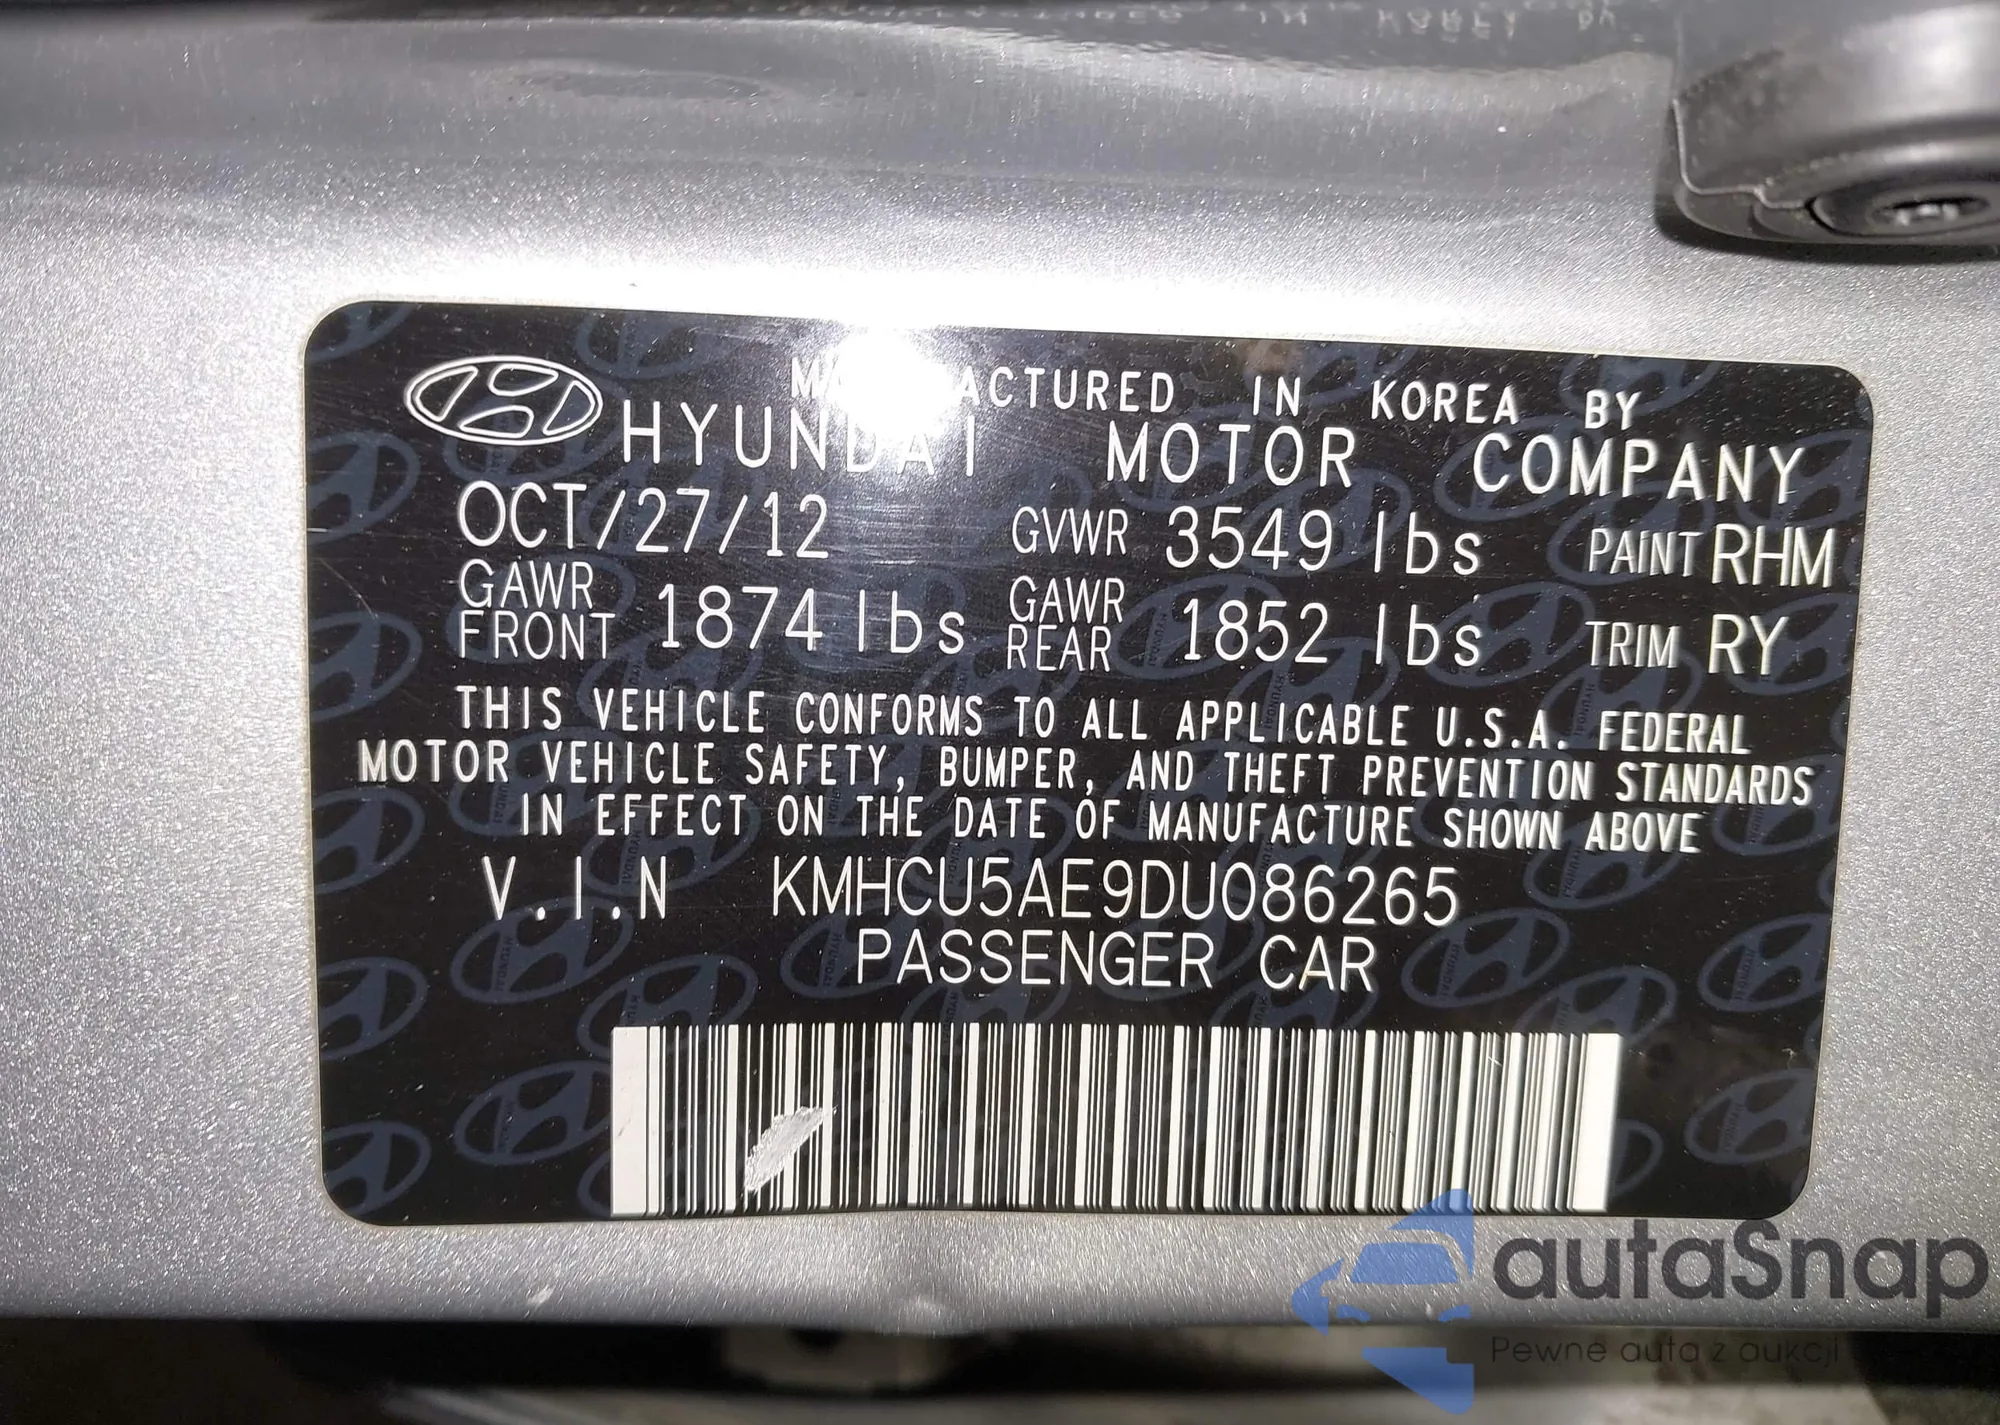 MANUFACTURED IN KOREA BY
HYUNDAI MOTOR COMPANY
OCT/27/12 GVWR 3549 lbs PAINT RHM
GAWR FRONT 1874 lbs GAWR REAR 1852 lbs TRIM RY
THIS VEHICLE CONFORMS TO ALL APPLICABLE U.S.A. FEDERAL
MOTOR VEHICLE SAFETY, BUMPER, AND THEFT PREVENTION STANDARDS
IN EFFECT ON THE DATE OF MANUFACTURE SHOWN ABOVE
V.I.N KMHCU5AE9DU086265
PASSENGER CAR
autaSnap
Pewne auta z aukcji